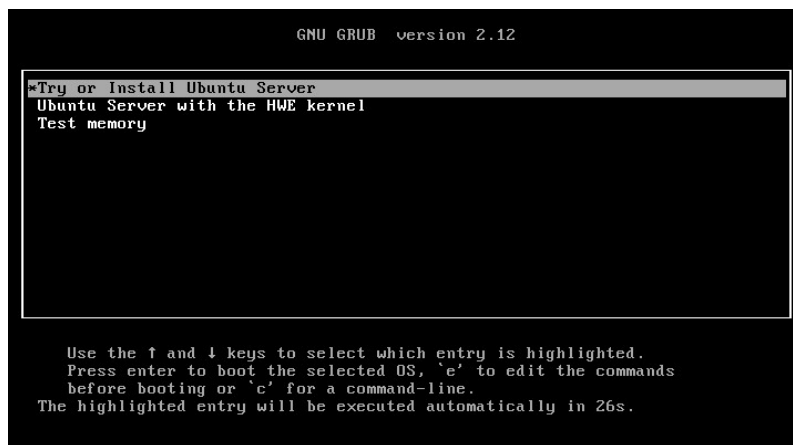 GNU GRUB  version 2.12
*Try or Install Ubuntu Server
Ubuntu Server with the HWE kernel
Test memory
Use the ↑ and ↓ keys to select which entry is highlighted.
Press enter to boot the selected OS, `e' to edit the commands
before booting or `c' for a command-line.
The highlighted entry will be executed automatically in 26s.